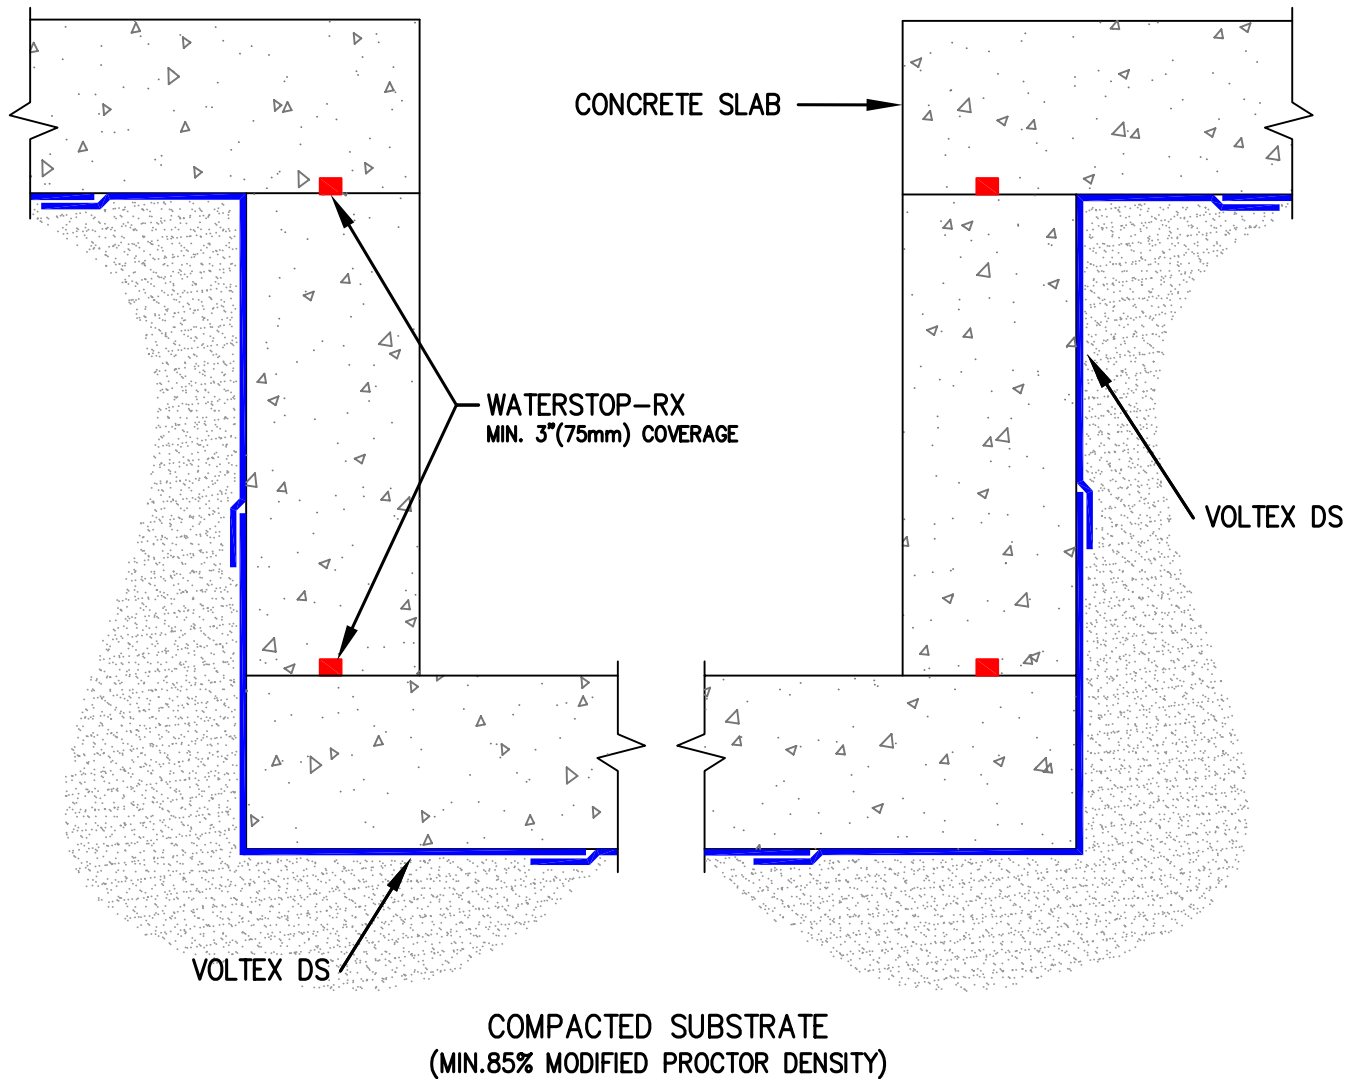 CONCRETE SLAB
WATERSTOP-RX
MIN. 3"(75mm) COVERAGE
VOLTEX DS
VOLTEX DS
COMPACTED SUBSTRATE
(MIN.85% MODIFIED PROCTOR DENSITY)